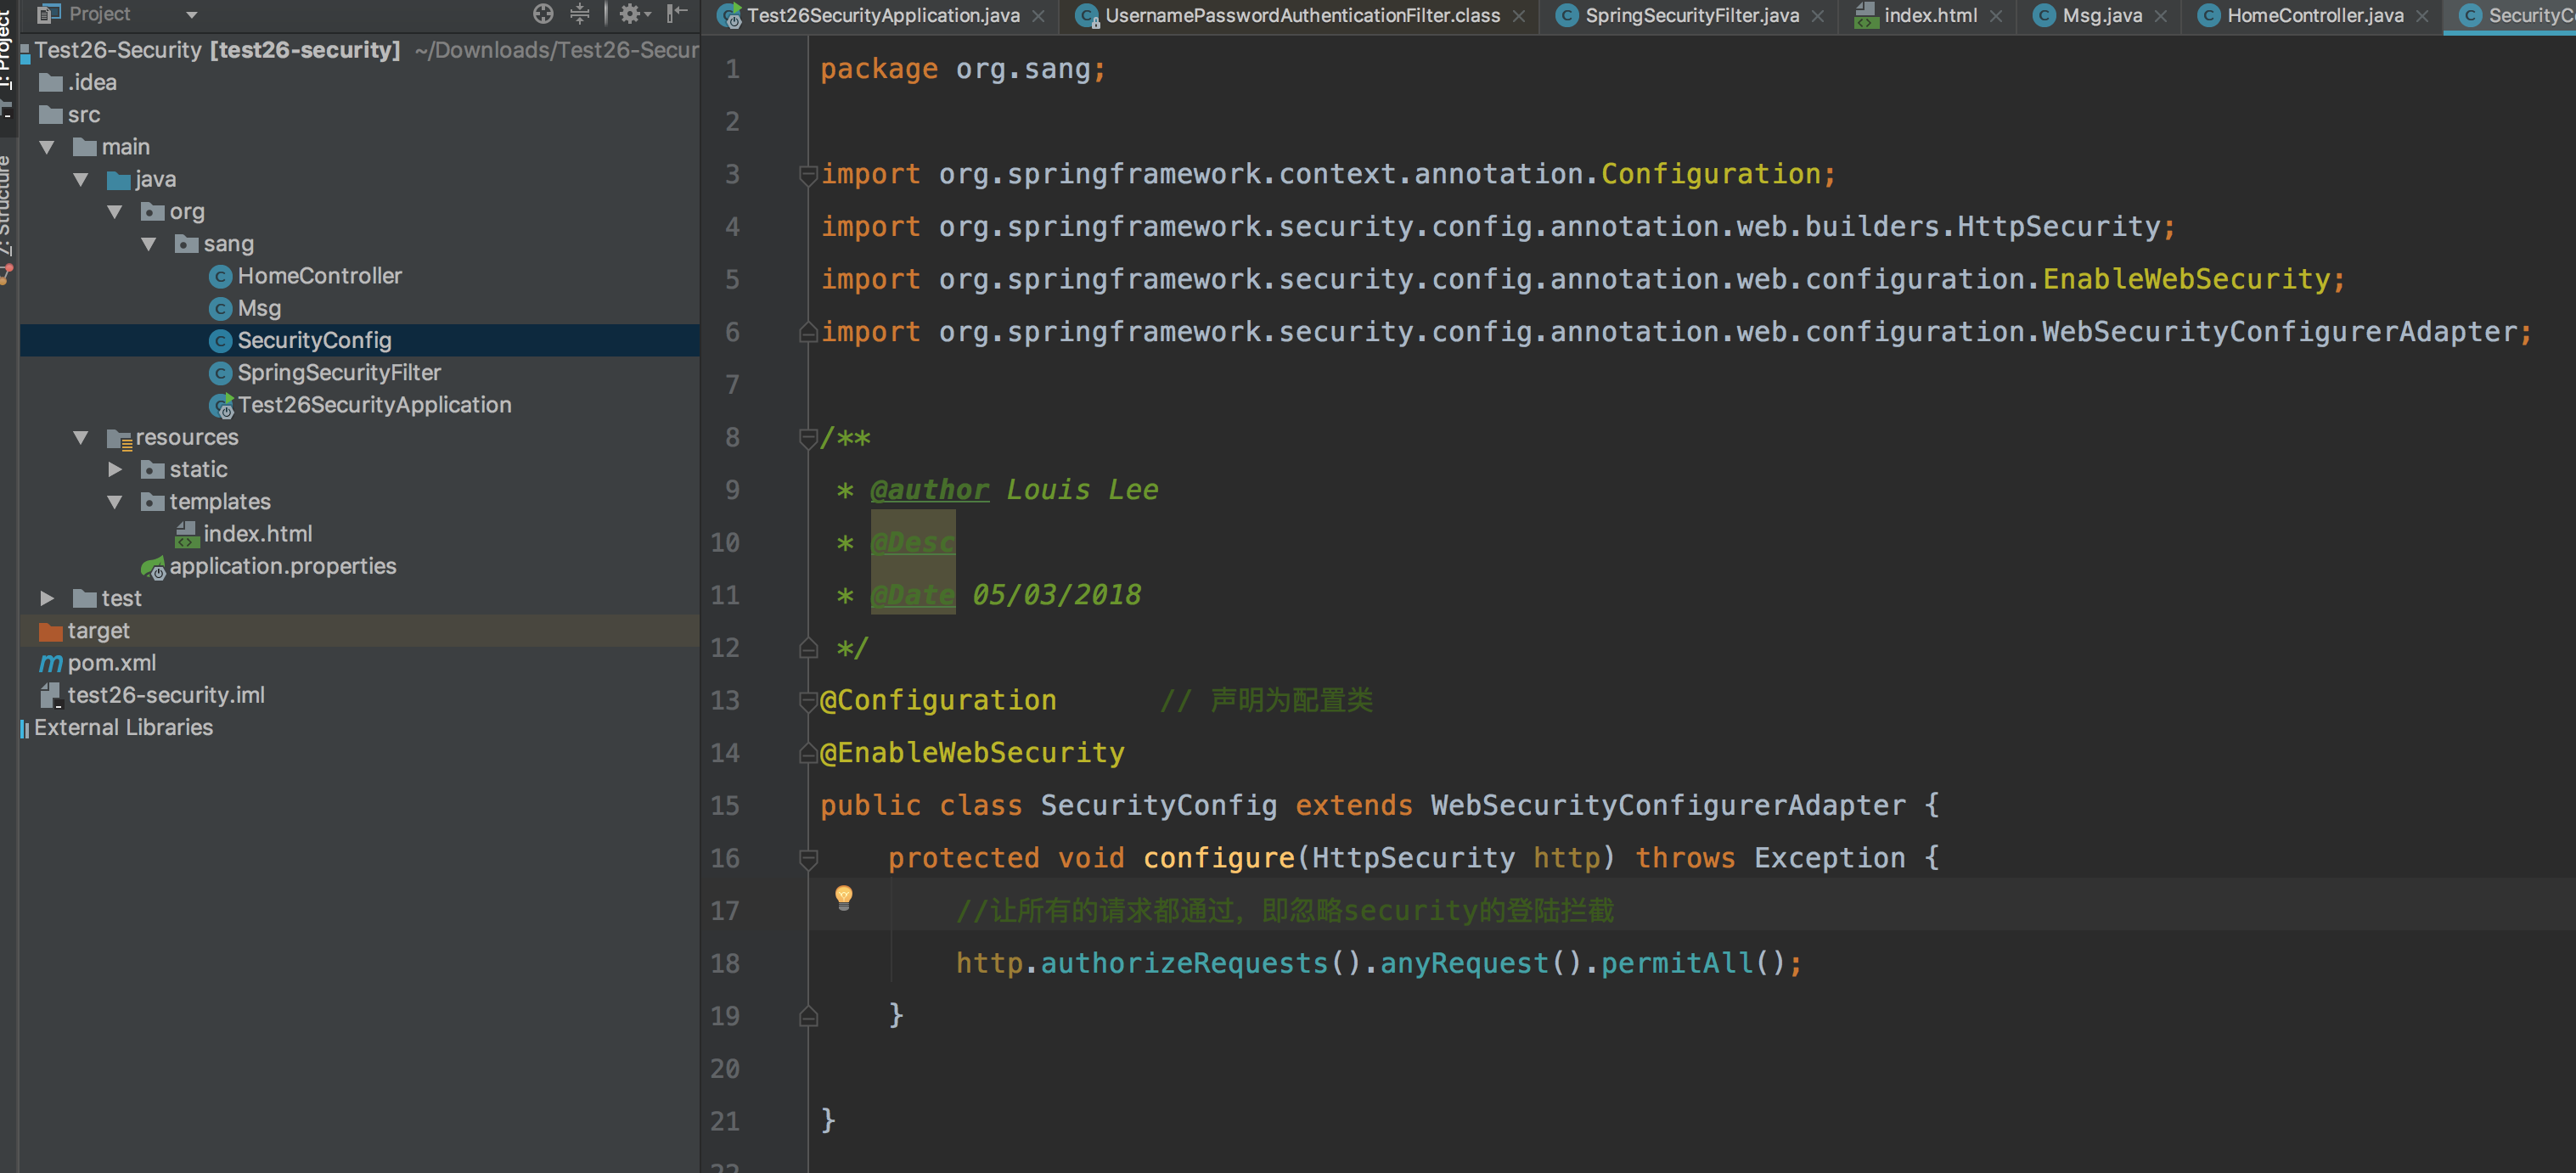 Project
Test26SecurityApplication.java
UsernamePasswordAuthenticationFilter.class
SpringSecurityFilter.java
index.html
Msg.java
HomeController.java
SecurityC
1: Project
Z: Structure
Test26-Security [test26-security] ~/Downloads/Test26-Secur
.idea
src
main
java
org
sang
HomeController
Msg
SecurityConfig
SpringSecurityFilter
Test26SecurityApplication
resources
static
templates
index.html
application.properties
test
target
pom.xml
test26-security.iml
External Libraries
1 package org.sang;
2
3 import org.springframework.context.annotation.Configuration;
4 import org.springframework.security.config.annotation.web.builders.HttpSecurity;
5 import org.springframework.security.config.annotation.web.configuration.EnableWebSecurity;
6 import org.springframework.security.config.annotation.web.configuration.WebSecurityConfigurerAdapter;
7
8 /**
9 * @author Louis Lee
10 * @Desc
11 * @Date 05/03/2018
12 */
13 @Configuration // 声明为配置类
14 @EnableWebSecurity
15 public class SecurityConfig extends WebSecurityConfigurerAdapter {
16 protected void configure(HttpSecurity http) throws Exception {
17 //让所有的请求都通过，即忽略security的登陆拦截
18 http.authorizeRequests().anyRequest().permitAll();
19 }
20
21 }
22